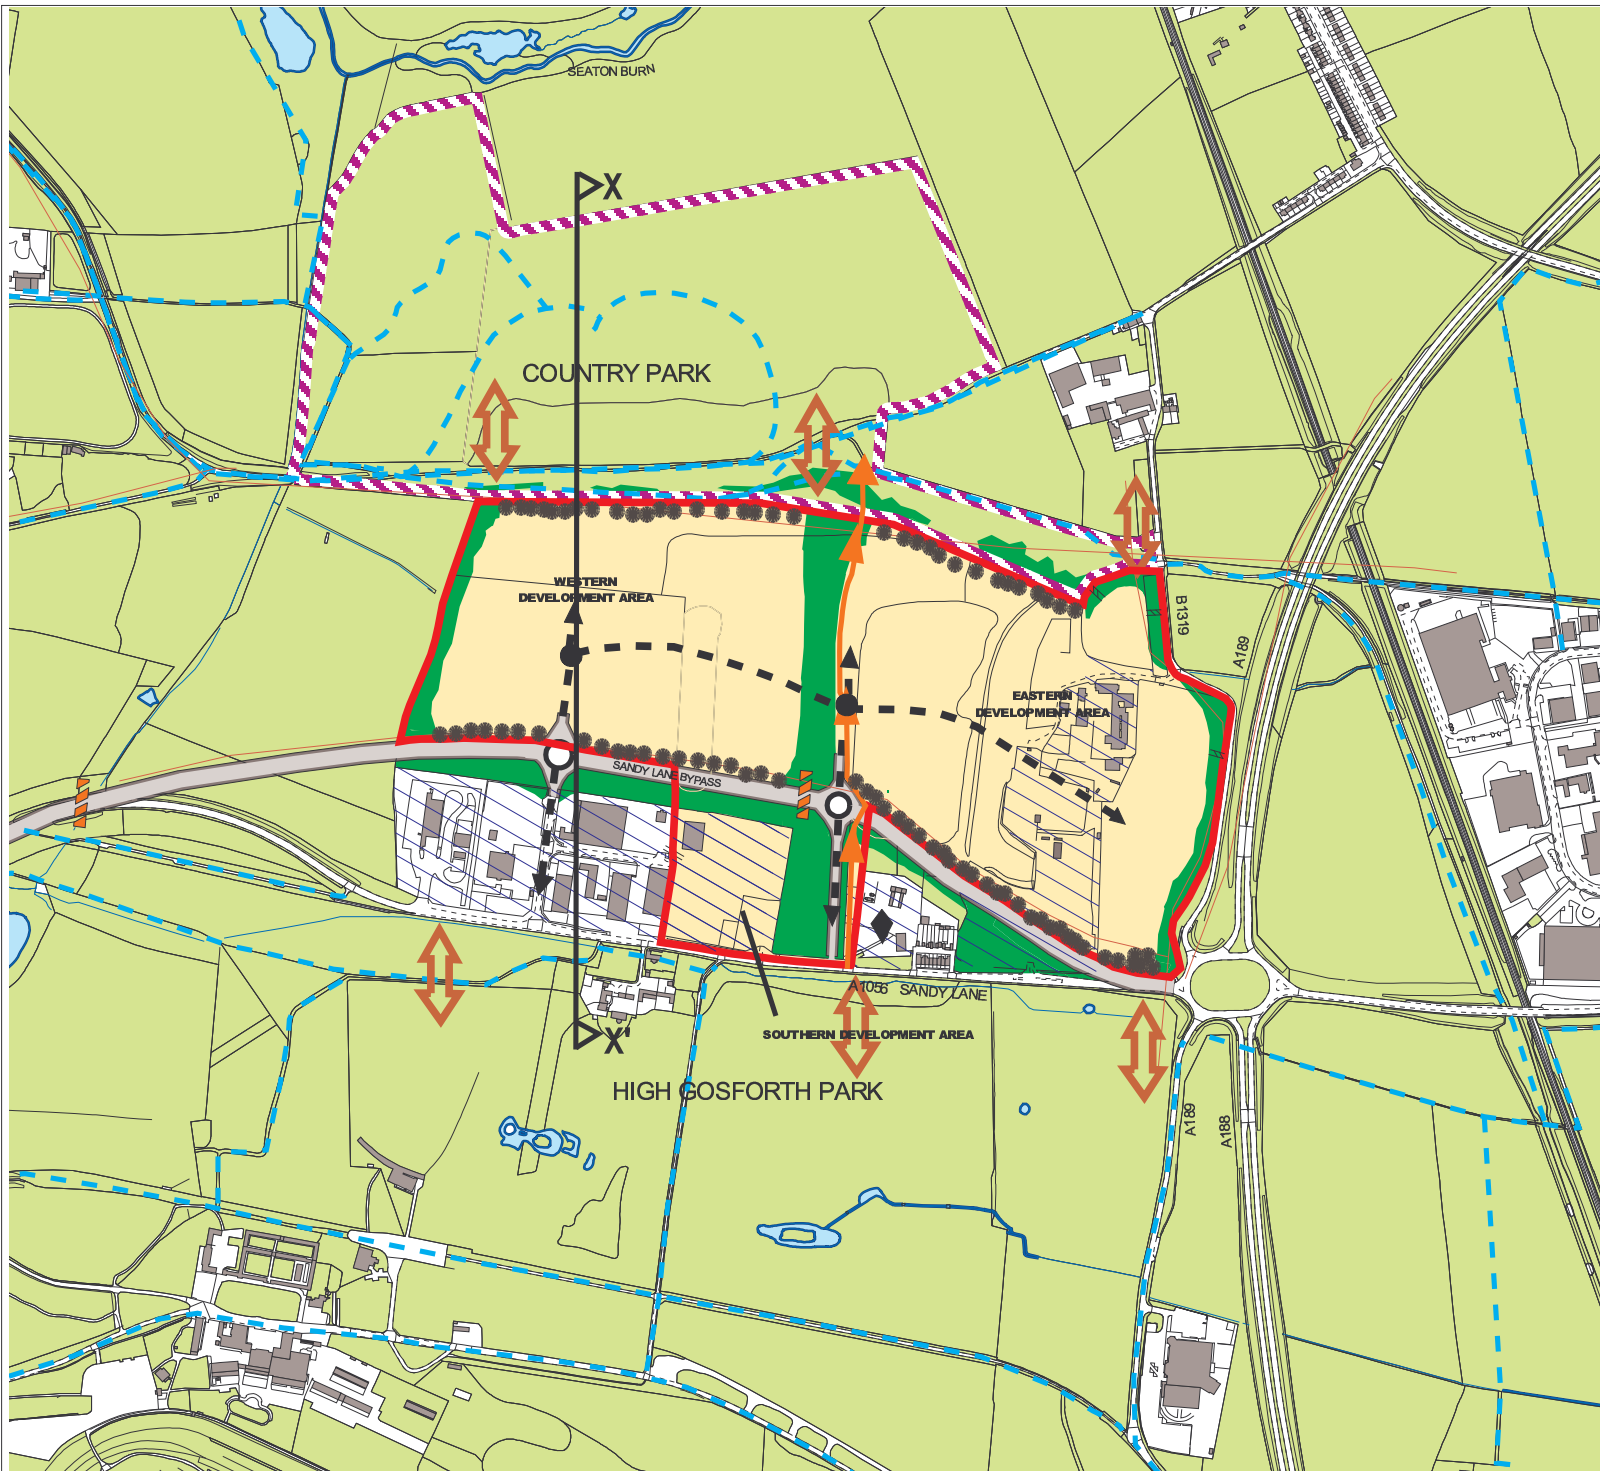 SEATON BURN
X
COUNTRY PARK
WESTERN
DEVELOPMENT AREA
B1319
A189
EASTERN
DEVELOPMENT AREA
SANDY LANE BYPASS
A1056 SANDY LANE
SOUTHERN DEVELOPMENT AREA
X'
HIGH GOSFORTH PARK
A189
A188